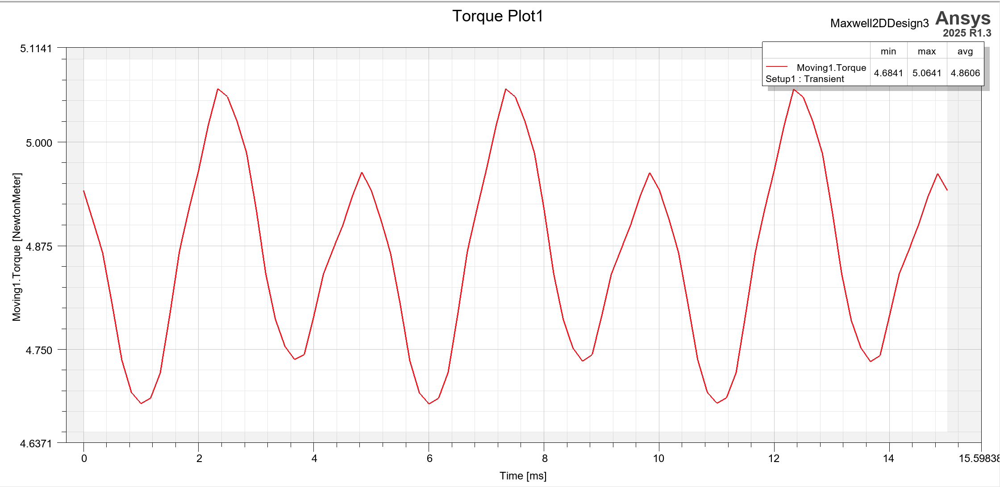 Torque Plot1
Maxwell2DDesign3
Ansys
2025 R1.3
min max avg
Moving1.Torque
Setup1 : Transient
4.6841 5.0641 4.8606
5.1141
5.000
4.875
4.750
4.6371
Moving1.Torque [NewtonMeter]
0 2 4 6 8 10 12 14 15.59838
Time [ms]